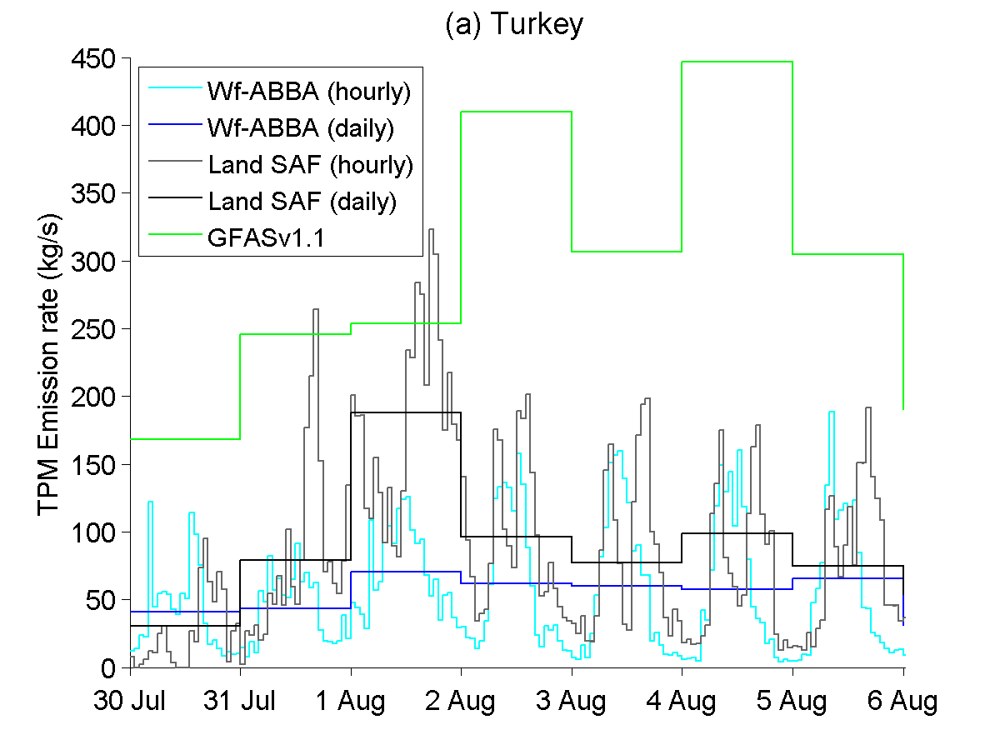 (a) Turkey
TPM Emission rate (kg/s)
450
400
350
300
250
200
150
100
50
0
Wf-ABBA (hourly)
Wf-ABBA (daily)
Land SAF (hourly)
Land SAF (daily)
GFASv1.1
30 Jul 31 Jul 1 Aug 2 Aug 3 Aug 4 Aug 5 Aug 6 Aug